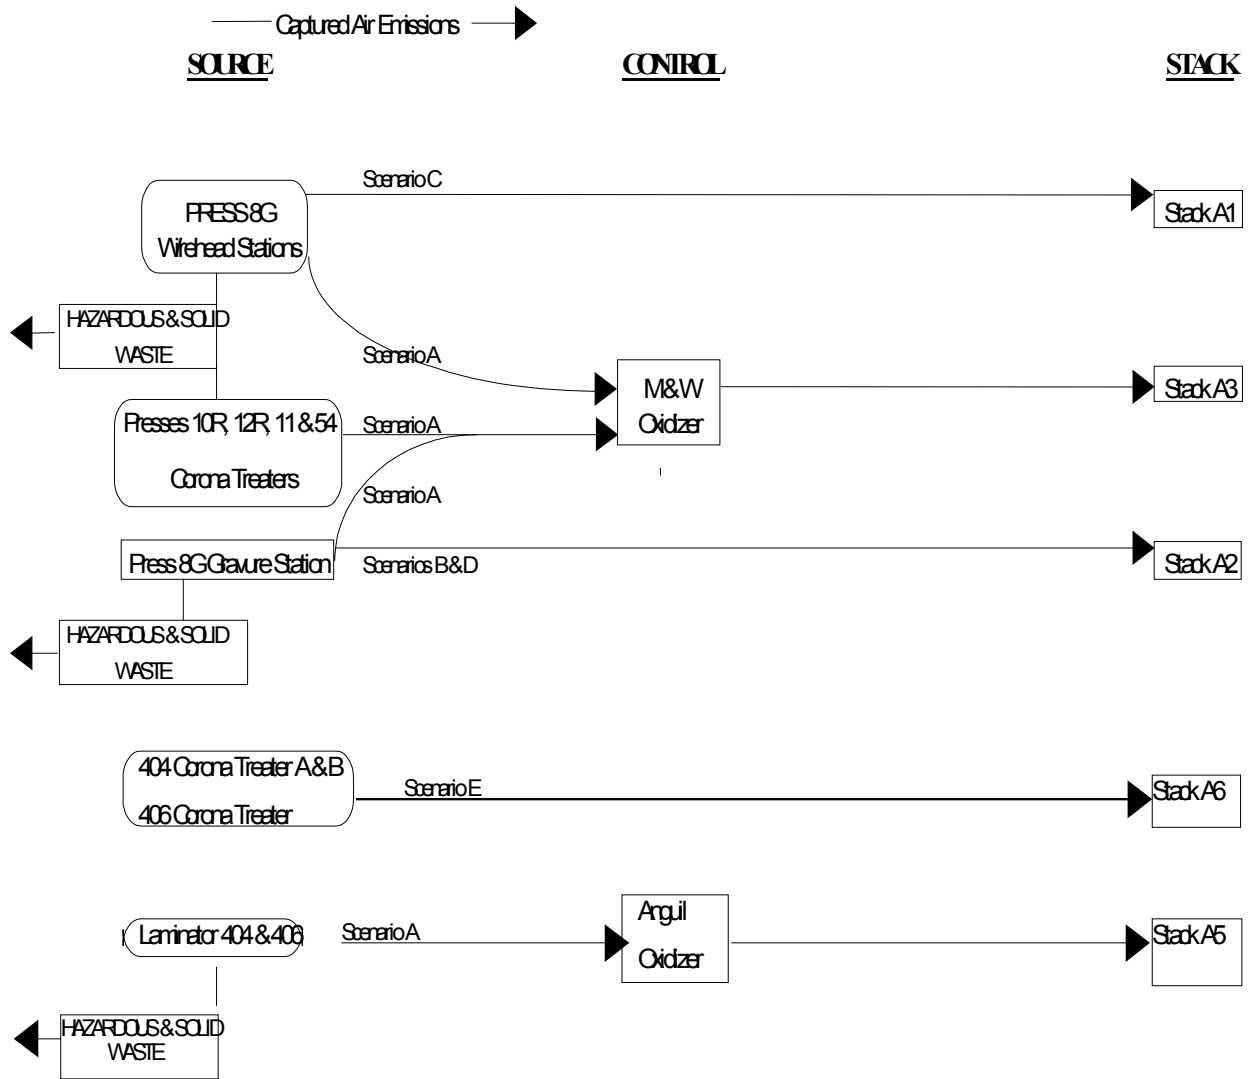 Captured Air Emissions
SOURCE CONTROL STACK
Scenario C
PRESS 8G
Wirehead Stations
Stack A1
HAZARDOUS & SOLID
WASTE
Scenario A
M&W
Oxidizer
Stack A3
Presses 10R, 12R, 11 & 54
Corona Treaters
Scenario A
Scenario A
Press 8G Gravure Station
Scenarios B & D
Stack A2
HAZARDOUS & SOLID
WASTE
404 Corona Treater A & B
406 Corona Treater
Scenario E
Stack A6
Laminator 404 & 406
Scenario A
Anguil
Oxidizer
Stack A5
HAZARDOUS & SOLID
WASTE